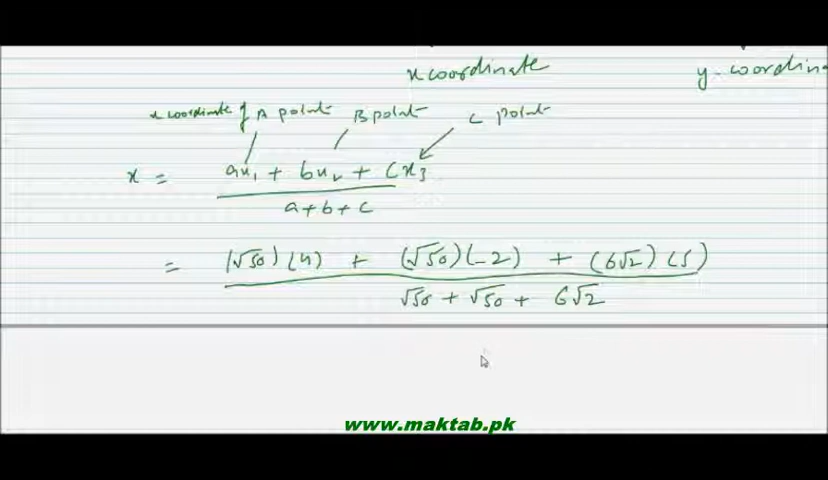 x coordinate y-coordina
x coordinate of A point B point C point
x = ax₁ + bx₂ + cx₃
a+b+c
= (√50)(4) + (√50)(-2) + (6√2)(5)
√50 + √50 + 6√2
www.maktab.pk